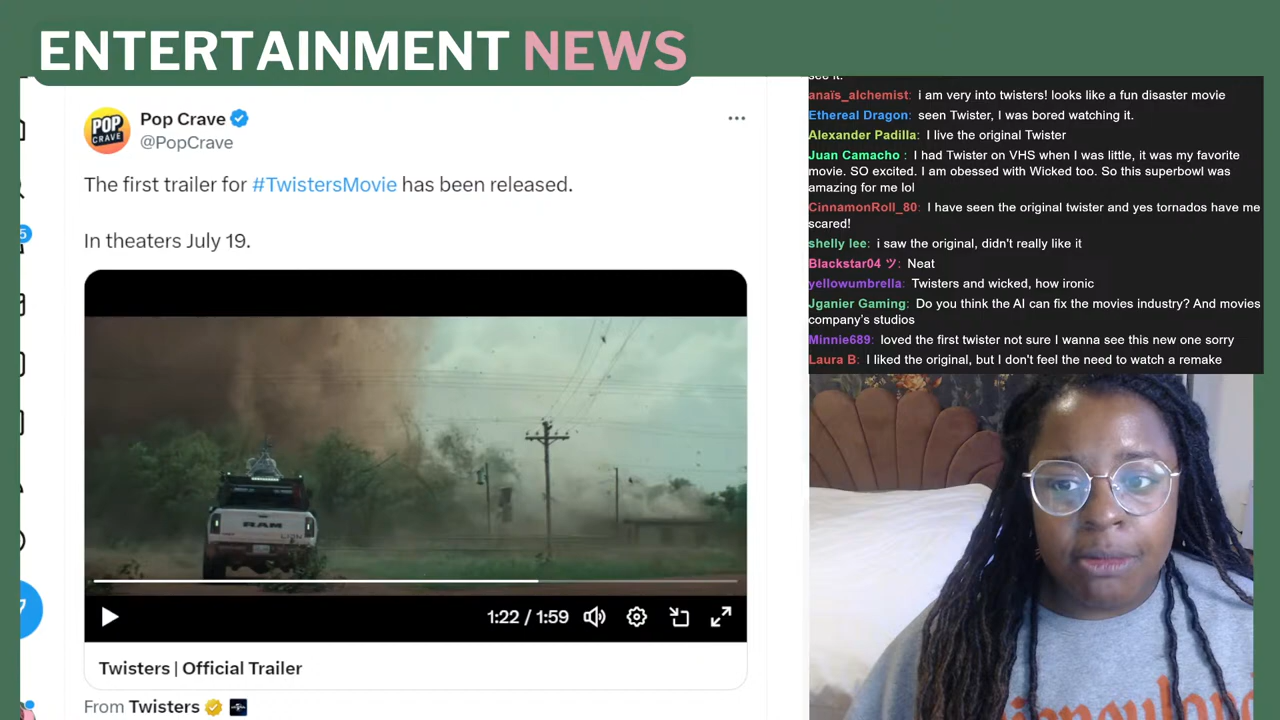 ENTERTAINMENT NEWS
POP
CRAVE
Pop Crave
@PopCrave
The first trailer for #TwistersMovie has been released.
In theaters July 19.
5
RAM
1:22 / 1:59
Twisters | Official Trailer
From Twisters
see it.
anaïs_alchemist: i am very into twisters! looks like a fun disaster movie
Ethereal Dragon: seen Twister, I was bored watching it.
Alexander Padilla: I live the original Twister
Juan Camacho : I had Twister on VHS when I was little, it was my favorite
movie. SO excited. I am obessed with Wicked too. So this superbowl was
amazing for me lol
CinnamonRoll_80: I have seen the original twister and yes tornados have me
scared!
shelly lee: i saw the original, didn't really like it
Blackstar04 ツ: Neat
yellowumbrella: Twisters and wicked, how ironic
Jganier Gaming: Do you think the AI can fix the movies industry? And movies
company's studios
Minnie689: loved the first twister not sure I wanna see this new one sorry
Laura B: I liked the original, but I don't feel the need to watch a remake